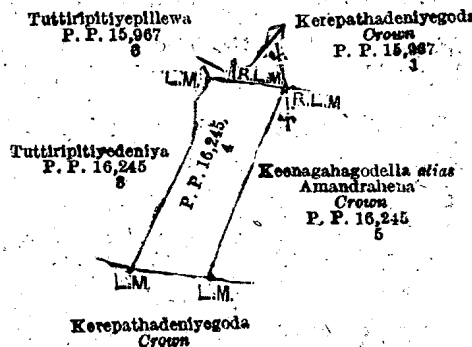 Tuttiripitiyepillewa
P. P. 15,967
6
Kerepathadeniyegoda
Crown
P. P. 15,967
1
L.M.
R.L.M
R.L.M
Tuttiripitiyedeniya
P. P. 16,245
3
P. P. 16,245,
4
Keenagahagodella alias
Amandrahena
Crown
P. P. 16,245
5
L.M.
L.M.
Kerepathadeniyegoda
Crown